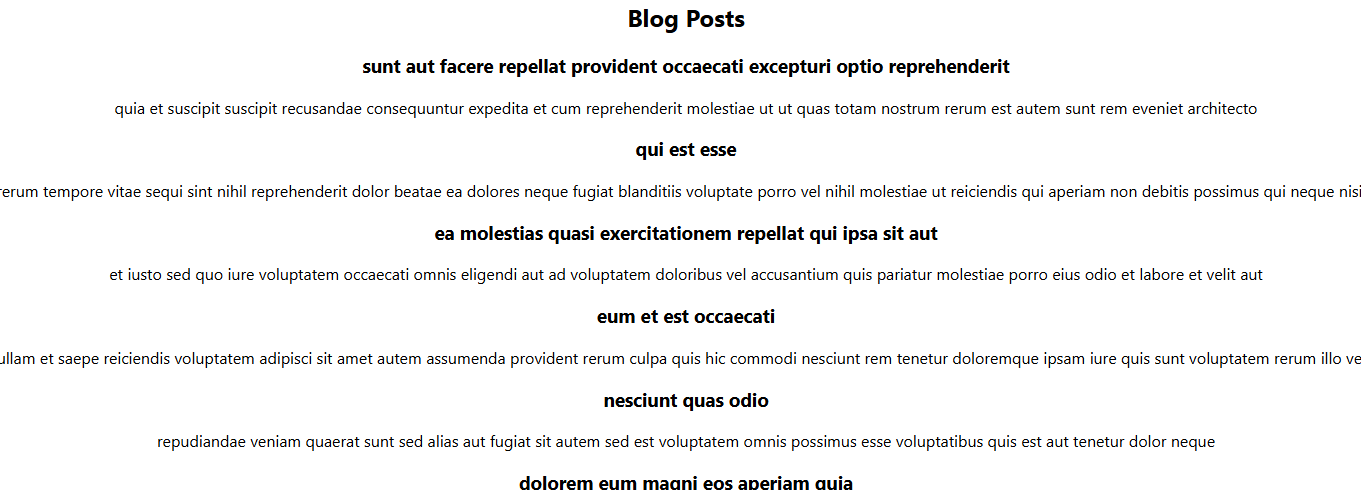 Blog Posts
sunt aut facere repellat provident occaecati excepturi optio reprehenderit
quia et suscipit suscipit recusandae consequuntur expedita et cum reprehenderit molestiae ut ut quas totam nostrum rerum est autem sunt rem eveniet architecto
qui est esse
rerum tempore vitae sequi sint nihil reprehenderit dolor beatae ea dolores neque fugiat blanditiis voluptate porro vel nihil molestiae ut reiciendis qui aperiam non debitis possimus qui neque nisi
ea molestias quasi exercitationem repellat qui ipsa sit aut
et iusto sed quo iure voluptatem occaecati omnis eligendi aut ad voluptatem doloribus vel accusantium quis pariatur molestiae porro eius odio et labore et velit aut
eum et est occaecati
ullam et saepe reiciendis voluptatem adipisci sit amet autem assumenda provident rerum culpa quis hic commodi nesciunt rem tenetur doloremque ipsam iure quis sunt voluptatem rerum illo ve
nesciunt quas odio
repudiandae veniam quaerat sunt sed alias aut fugiat sit autem sed est voluptatem omnis possimus esse voluptatibus quis est aut tenetur dolor neque
dolorem eum magni eos aperiam quia